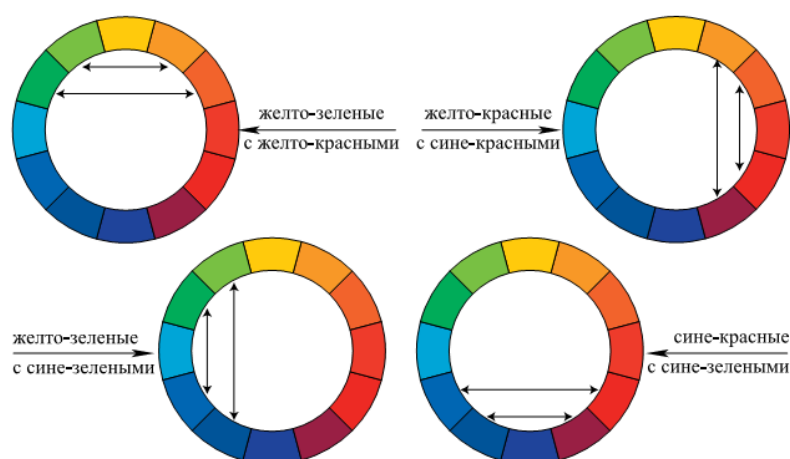 желто-зеленые
с желто-красными
желто-красные
с сине-красными
желто-зеленые
с сине-зелеными
сине-красные
с сине-зелеными